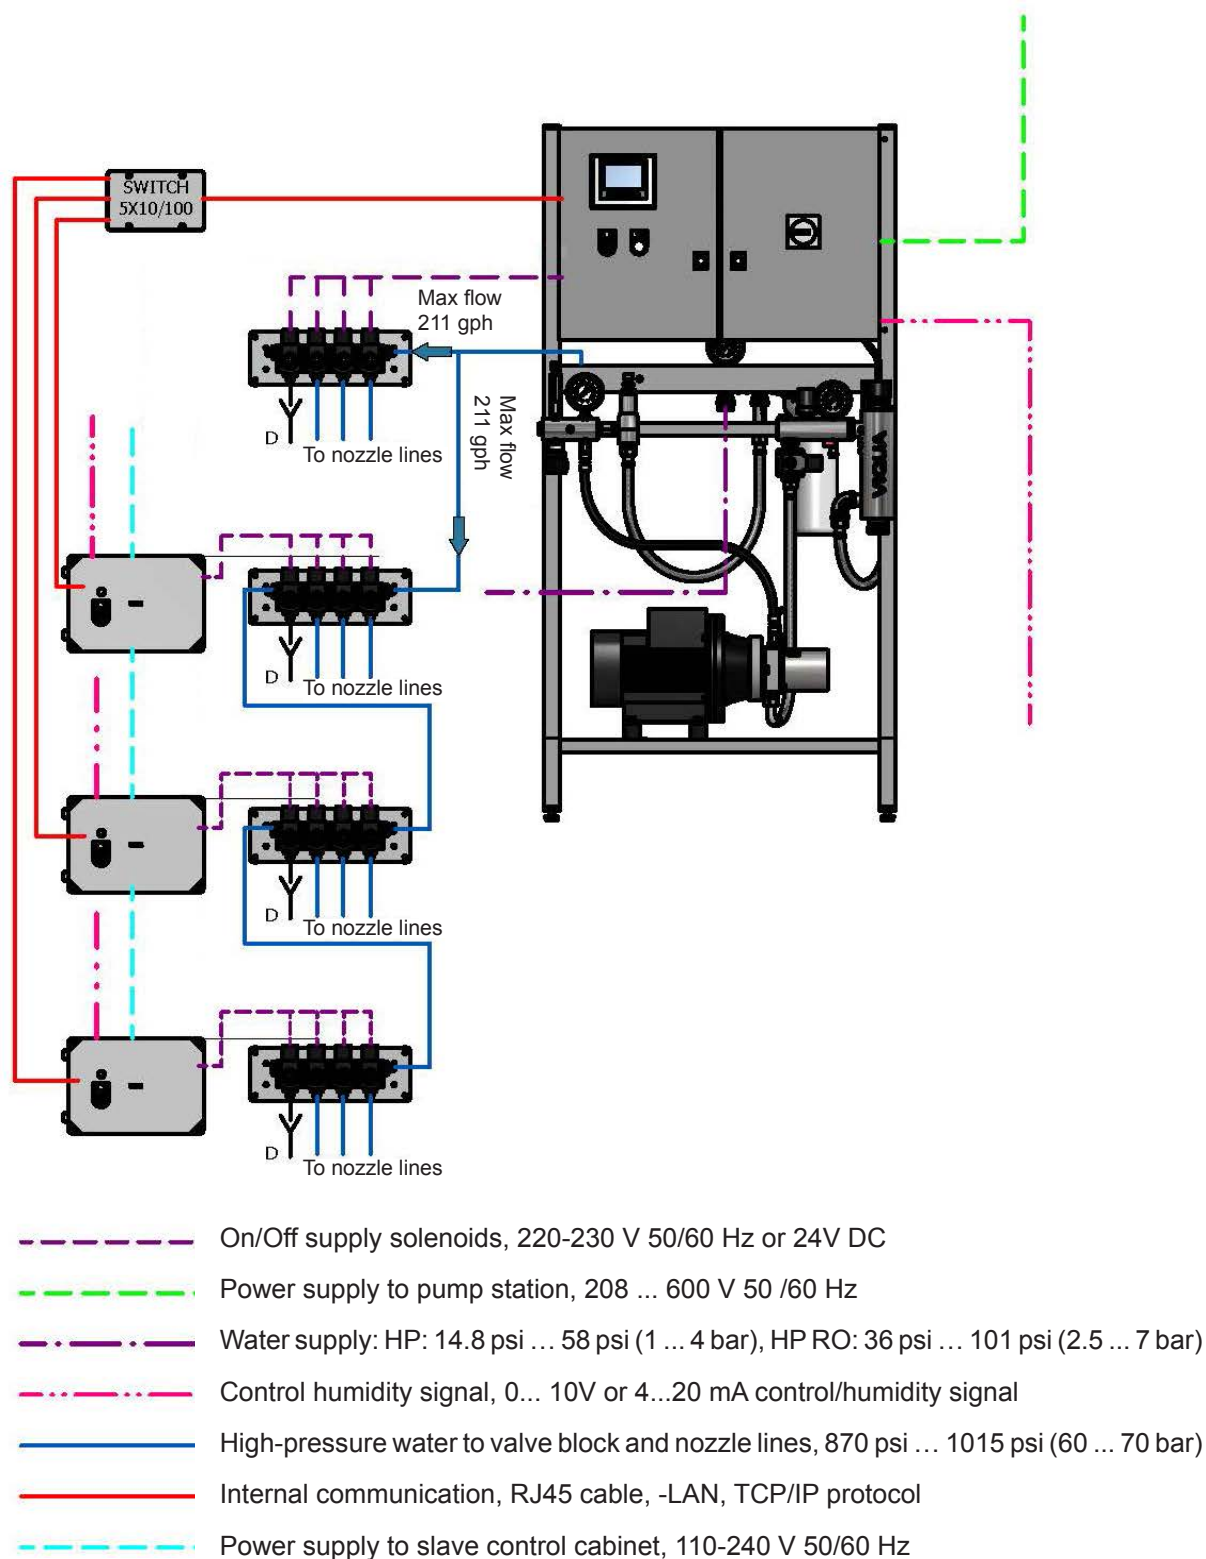 SWITCH
5X10/100
Max flow
211 gph
Max flow
211 gph
D
To nozzle lines
VIQUA
D
To nozzle lines
D
To nozzle lines
D
To nozzle lines
On/Off supply solenoids, 220-230 V 50/60 Hz or 24V DC
Power supply to pump station, 208 ... 600 V 50 /60 Hz
Water supply: HP: 14.8 psi … 58 psi (1 ... 4 bar), HP RO: 36 psi … 101 psi (2.5 ... 7 bar)
Control humidity signal, 0... 10V or 4...20 mA control/humidity signal
High-pressure water to valve block and nozzle lines, 870 psi … 1015 psi (60 ... 70 bar)
Internal communication, RJ45 cable, -LAN, TCP/IP protocol
Power supply to slave control cabinet, 110-240 V 50/60 Hz